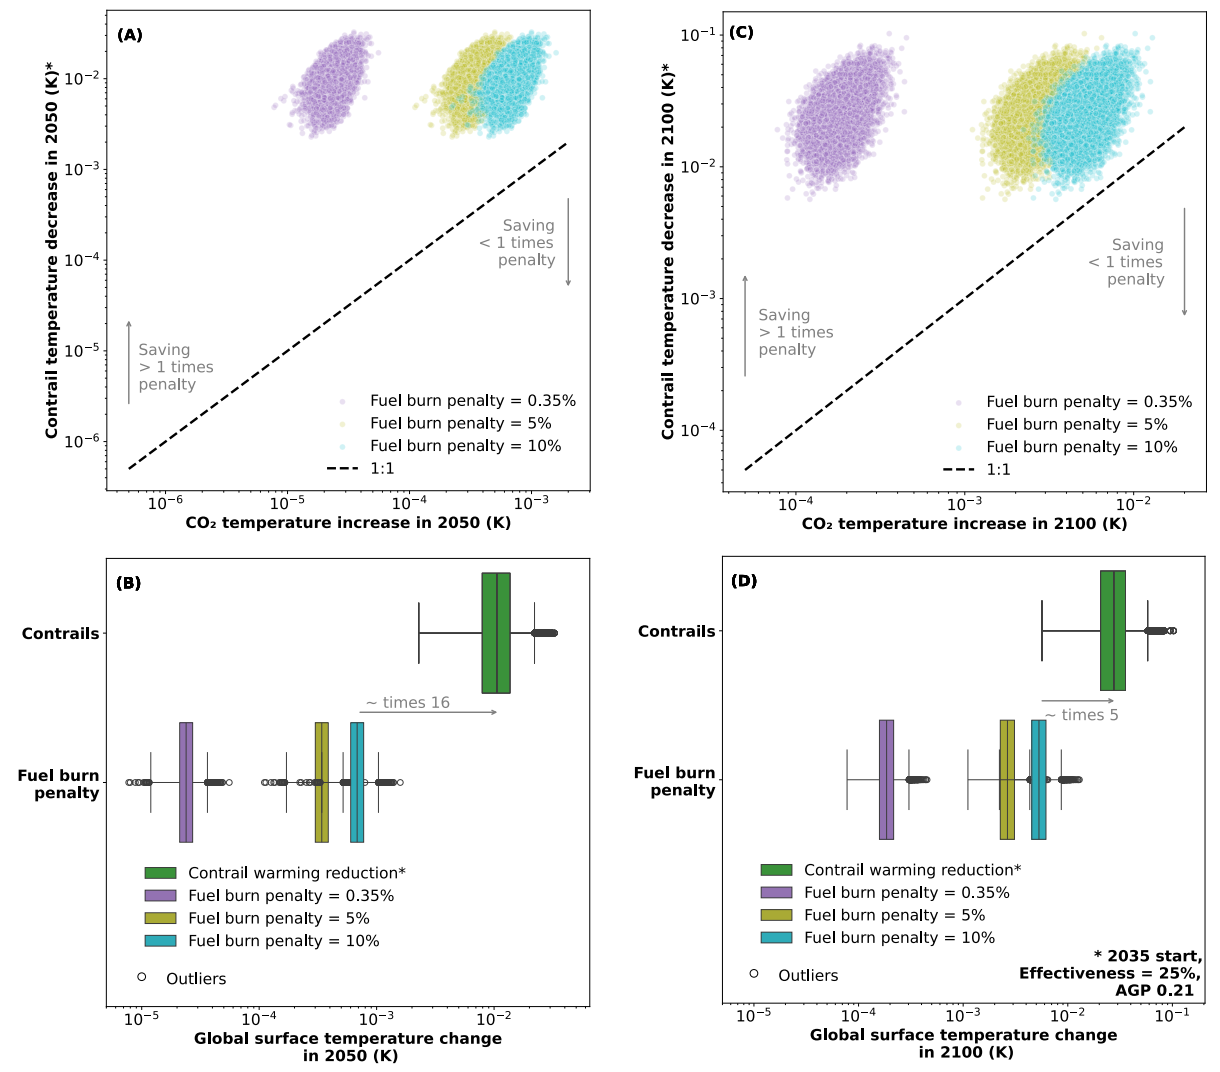 (A)
Contrail temperature decrease in 2050 (K)*
10⁻²
10⁻³
10⁻⁴
10⁻⁵
10⁻⁶
Saving
< 1 times
penalty
Saving
> 1 times
penalty
Fuel burn penalty = 0.35%
Fuel burn penalty = 5%
Fuel burn penalty = 10%
1:1
10⁻⁶
10⁻⁵
10⁻⁴
10⁻³
CO₂ temperature increase in 2050 (K)
(C)
Contrail temperature decrease in 2100 (K)*
10⁻¹
10⁻²
10⁻³
10⁻⁴
Saving
< 1 times
penalty
Saving
> 1 times
penalty
Fuel burn penalty = 0.35%
Fuel burn penalty = 5%
Fuel burn penalty = 10%
1:1
10⁻⁴
10⁻³
10⁻²
CO₂ temperature increase in 2100 (K)
(B)
Contrails
~ times 16
Fuel burn
penalty
Contrail warming reduction*
Fuel burn penalty = 0.35%
Fuel burn penalty = 5%
Fuel burn penalty = 10%
Outliers
10⁻⁵
10⁻⁴
10⁻³
10⁻²
Global surface temperature change
in 2050 (K)
(D)
Contrails
~ times 5
Fuel burn
penalty
Contrail warming reduction*
Fuel burn penalty = 0.35%
Fuel burn penalty = 5%
Fuel burn penalty = 10%
Outliers
* 2035 start,
Effectiveness = 25%,
AGP 0.21
10⁻⁵
10⁻⁴
10⁻³
10⁻²
10⁻¹
Global surface temperature change
in 2100 (K)